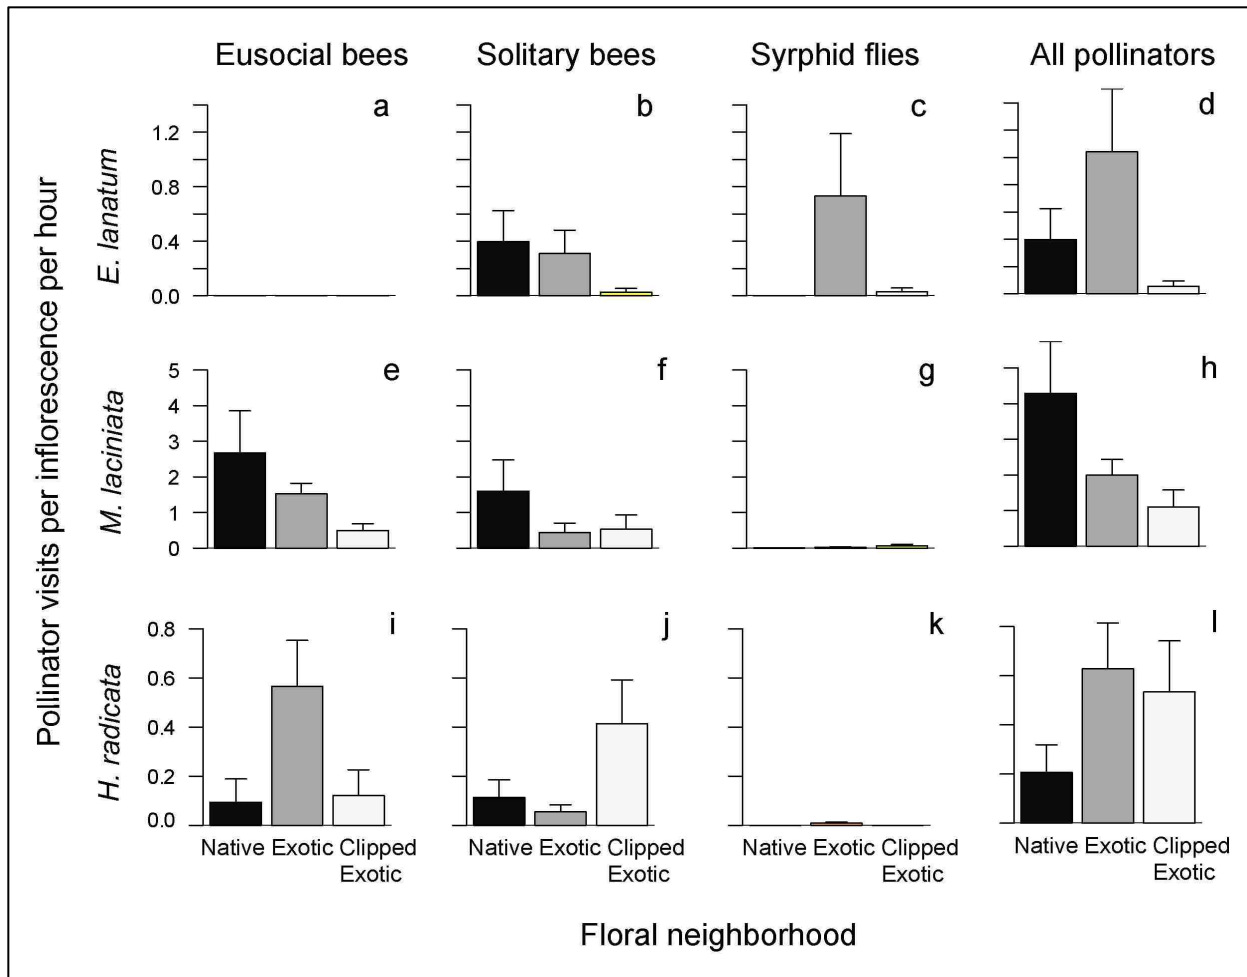 Eusocial bees Solitary bees Syrphid flies All pollinators
Pollinator visits per inflorescence per hour
E. lanatum
a b c d
1.2
0.8
0.4
0.0
M. laciniata
e f g h
5
4
3
2
1
0
H. radicata
i j k l
0.8
0.6
0.4
0.2
0.0
Native Exotic Clipped Native Exotic Clipped Native Exotic Clipped Native Exotic Clipped
Exotic Exotic Exotic Exotic
Floral neighborhood